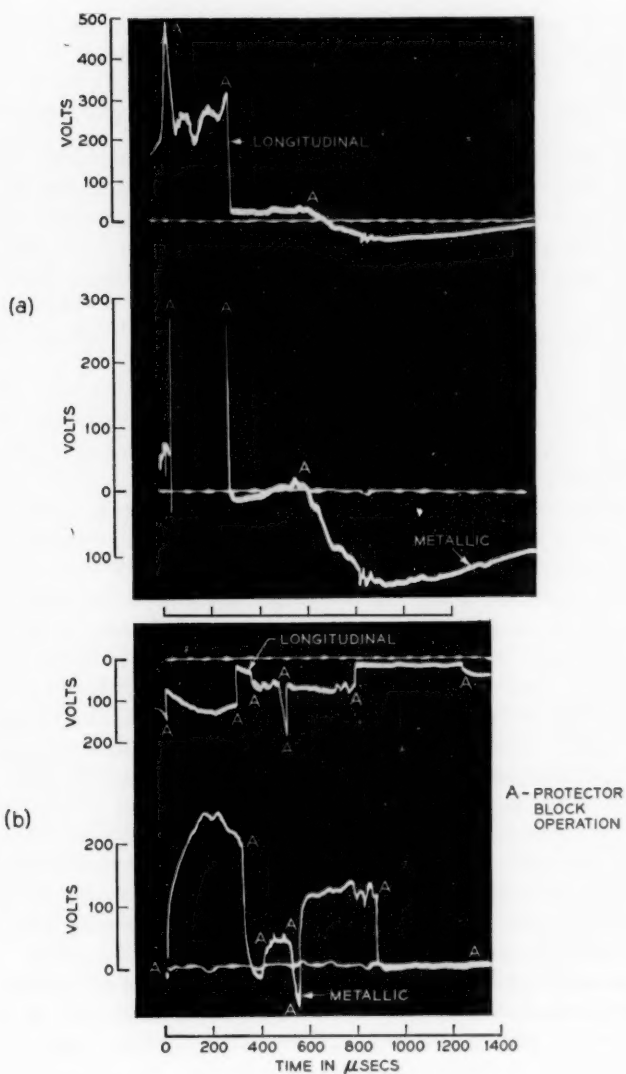 (a)
VOLTS
500
400
300
200
100
0
A
A
A
LONGITUDINAL
VOLTS
300
200
100
0
100
A
A
A
METALLIC
(b)
VOLTS
0
100
200
LONGITUDINAL
A
A
A
A
A
A
A
VOLTS
200
100
0
A
A
A
A
A
A
A
METALLIC
A - PROTECTOR
BLOCK
OPERATION
0 200 400 600 800 1000 1200 1400
TIME IN μSECS